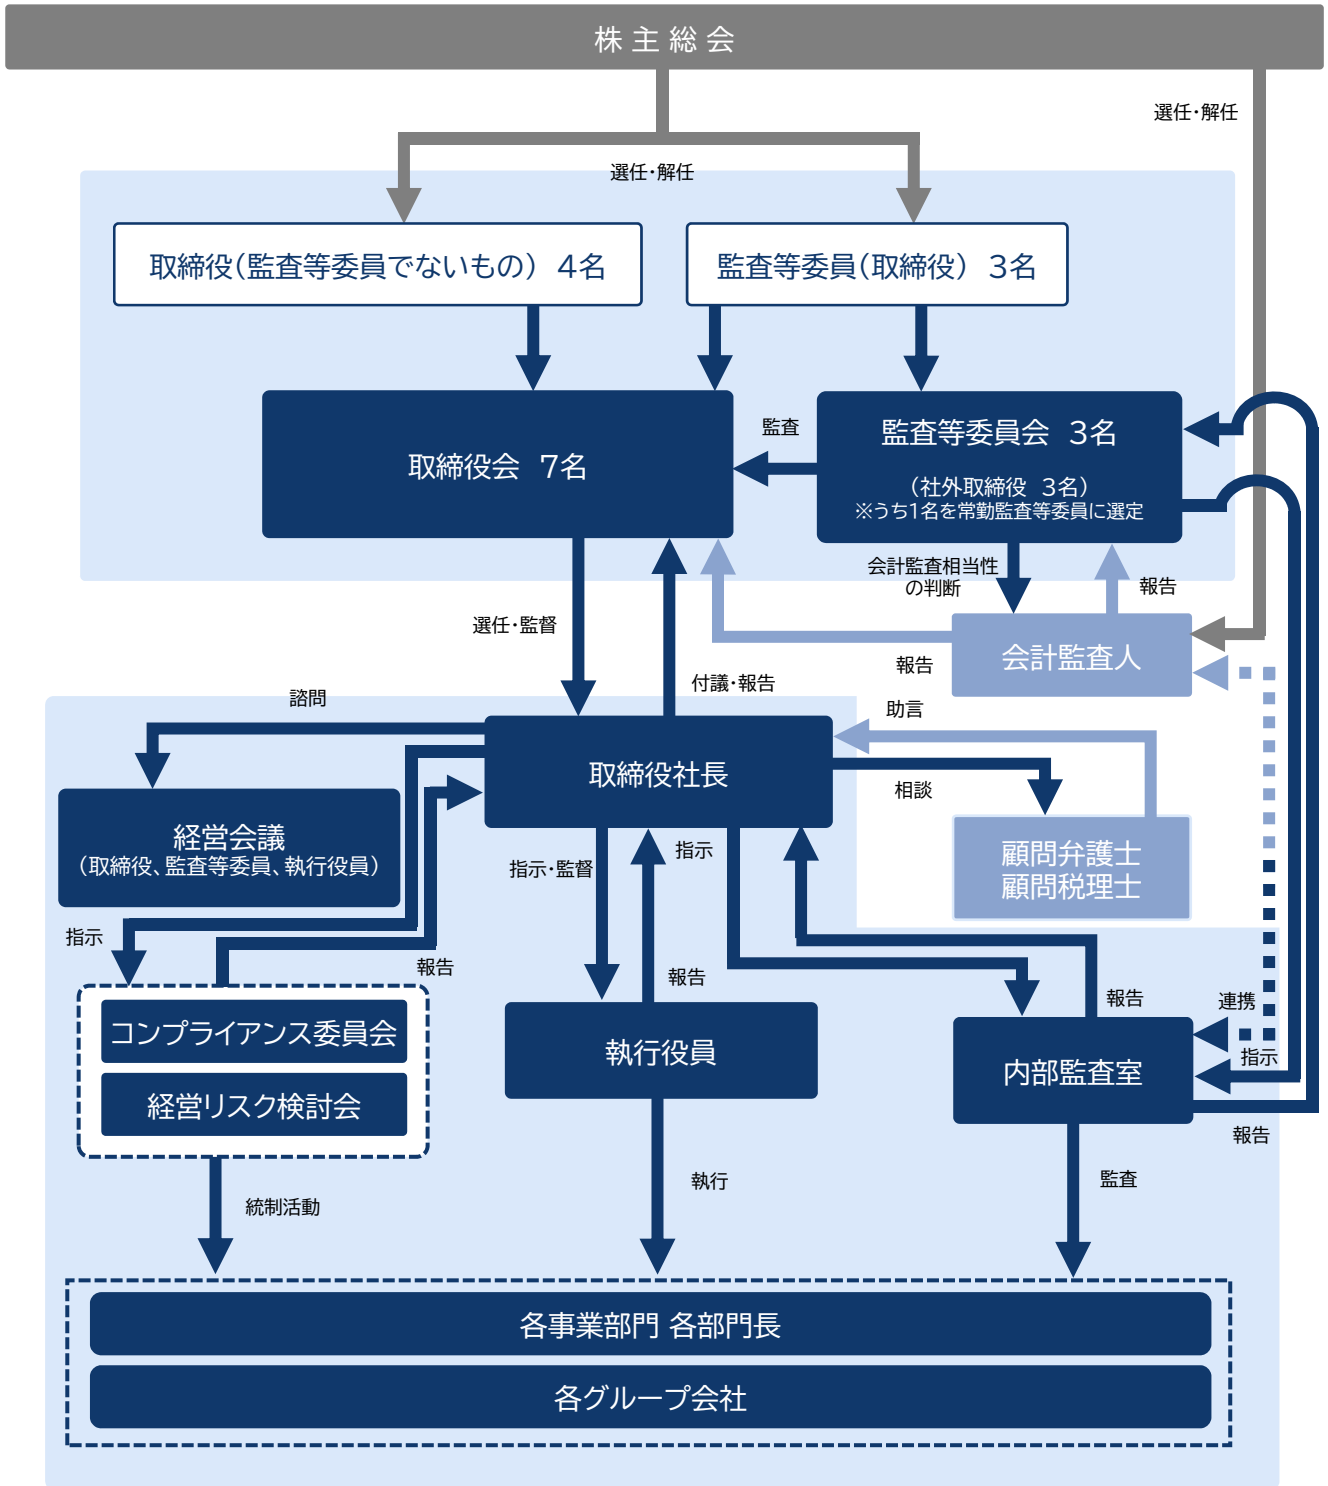 株主総会
選任・解任
選任・解任
取締役（監査等委員でないもの） 4名
監査等委員（取締役） 3名
取締役会 7名
監査
監査等委員会 3名
（社外取締役 3名）
※うち1名を常勤監査等委員に選定
会計監査相当性
の判断
報告
選任・監督
会計監査人
報告
付議・報告
諮問
助言
取締役社長
相談
経営会議
（取締役、監査等委員、執行役員）
指示・監督
指示
顧問弁護士
顧問税理士
指示
報告
報告
報告
連携
コンプライアンス委員会
経営リスク検討会
執行役員
内部監査室
指示
報告
統制活動
執行
監査
各事業部門 各部門長
各グループ会社